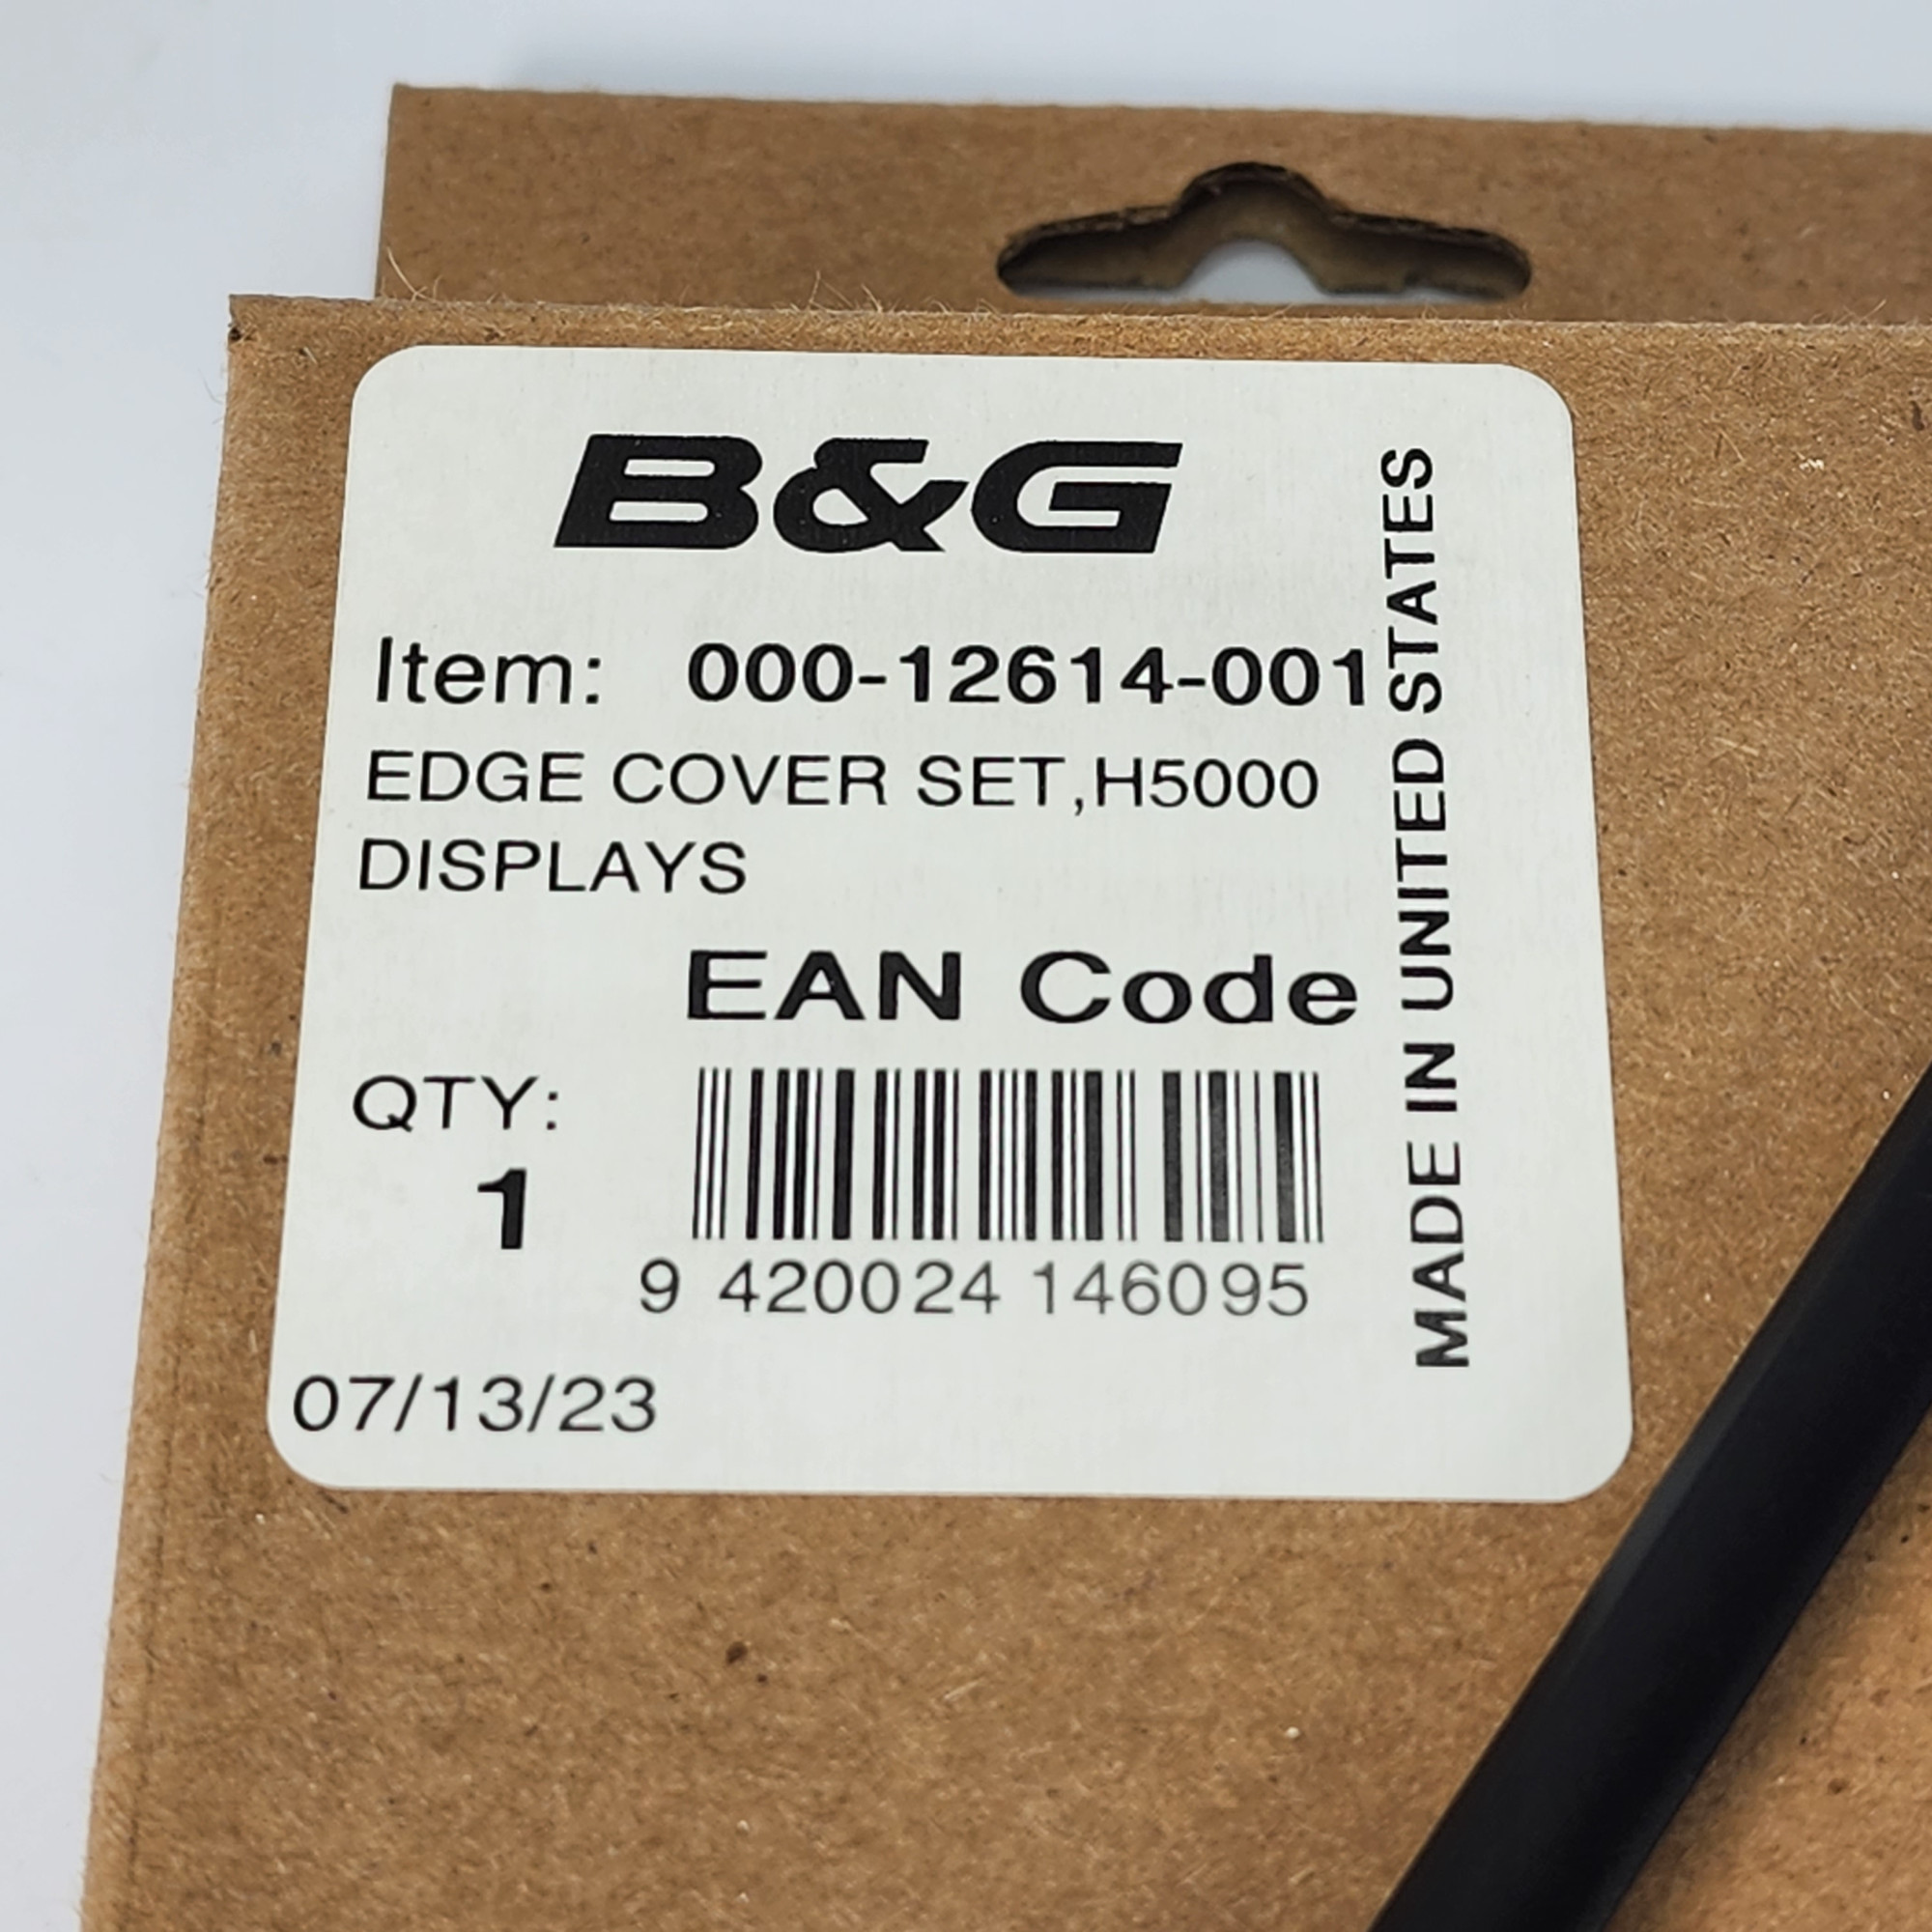 B&G
Item: 000-12614-001
EDGE COVER SET,H5000
DISPLAYS
EAN Code
QTY:
1
9 420024 146095
07/13/23
MADE IN UNITED STATES